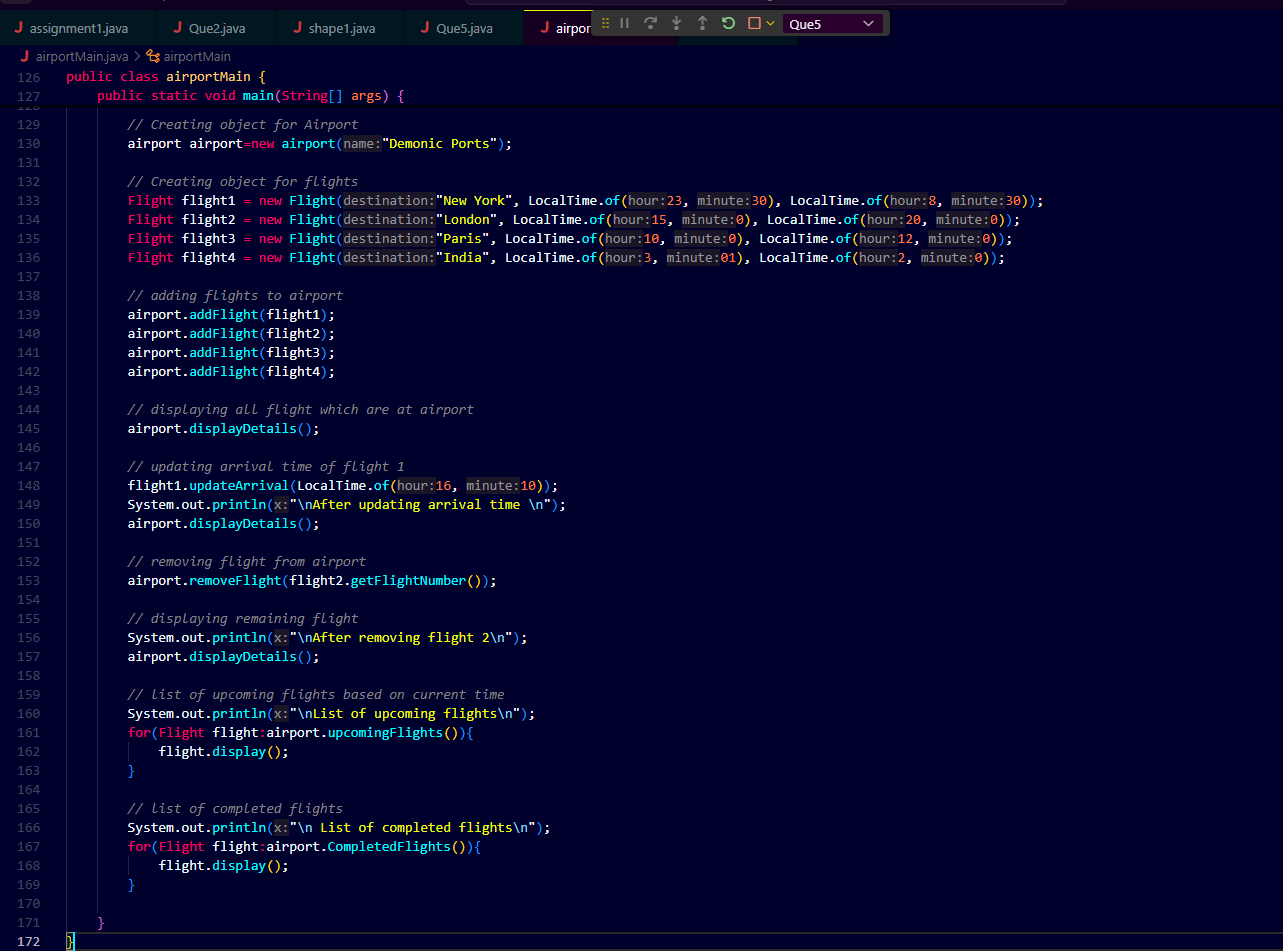 assignment1.java
Que2.java
shape1.java
Que5.java
airpor
Que5
airportMain.java > airportMain
126 public class airportMain {
127 public static void main(String[] args) {
129 // Creating object for Airport
130 airport airport=new airport(name:"Demonic Ports");
131
132 // Creating object for flights
133 Flight flight1 = new Flight(destination:"New York", LocalTime.of(hour:23, minute:30), LocalTime.of(hour:8, minute:30));
134 Flight flight2 = new Flight(destination:"London", LocalTime.of(hour:15, minute:0), LocalTime.of(hour:20, minute:0));
135 Flight flight3 = new Flight(destination:"Paris", LocalTime.of(hour:10, minute:0), LocalTime.of(hour:12, minute:0));
136 Flight flight4 = new Flight(destination:"India", LocalTime.of(hour:3, minute:01), LocalTime.of(hour:2, minute:0));
137
138 // adding flights to airport
139 airport.addFlight(flight1);
140 airport.addFlight(flight2);
141 airport.addFlight(flight3);
142 airport.addFlight(flight4);
143
144 // displaying all flight which are at airport
145 airport.displayDetails();
146
147 // updating arrival time of flight 1
148 flight1.updateArrival(LocalTime.of(hour:16, minute:10));
149 System.out.println(x:"\nAfter updating arrival time \n");
150 airport.displayDetails();
151
152 // removing flight from airport
153 airport.removeFlight(flight2.getFlightNumber());
154
155 // displaying remaining flight
156 System.out.println(x:"\nAfter removing flight 2\n");
157 airport.displayDetails();
158
159 // list of upcoming flights based on current time
160 System.out.println(x:"\nList of upcoming flights\n");
161 for(Flight flight:airport.upcomingFlights()){
162 flight.display();
163 }
164
165 // list of completed flights
166 System.out.println(x:"\n List of completed flights\n");
167 for(Flight flight:airport.CompletedFlights()){
168 flight.display();
169 }
170
171 }
172 }